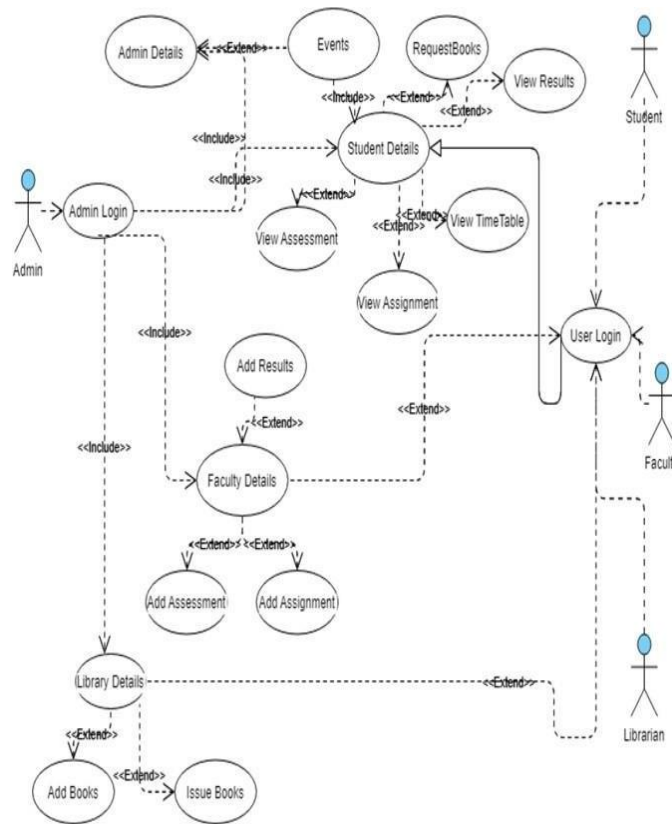 Events
RequestBooks
Admin Details
<<Extend>>
View Results
<<Include>>
<<Extend>>
<<Extend>>
Student
<<Include>>
Student Details
<<Include>>
Admin Login
<<Extend>>
<<Extend>>
View TimeTable
View Assessment
Admin
View Assignment
<<Include>>
User Login
Add Results
<<Extend>>
<<Extend>>
<<Include>>
Facult
Faculty Details
<<Extend>>
<<Extend>>
Add Assessment
Add Assignment
Library Details
<<Extend>>
Librarian
<<Extend>>
<<Extend>>
Add Books
Issue Books